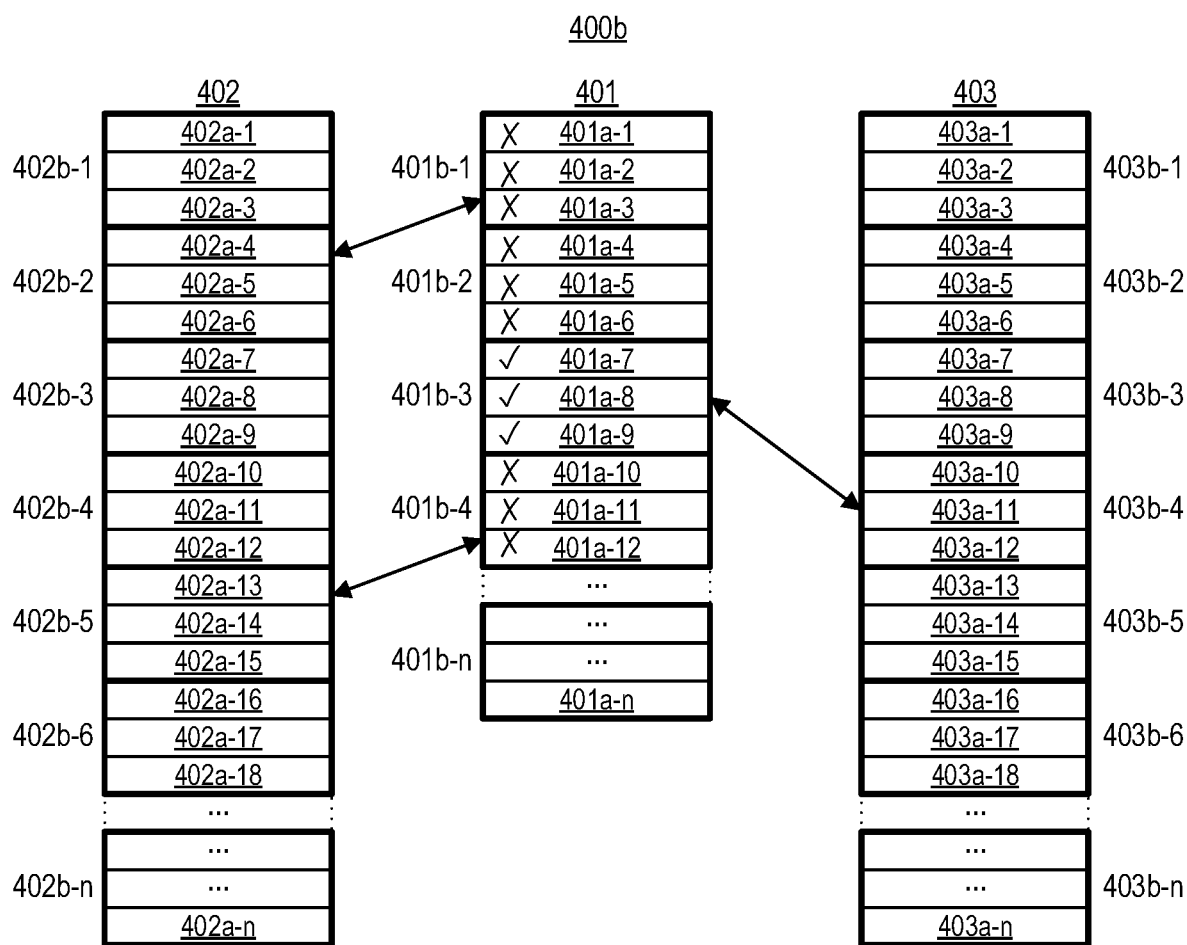 400b
402 401 403
402a-1 X 401a-1 403a-1
402b-1 402a-2 401b-1 X 401a-2 403a-2 403b-1
402a-3 X 401a-3 403a-3
402a-4 X 401a-4 403a-4
402b-2 402a-5 401b-2 X 401a-5 403a-5 403b-2
402a-6 X 401a-6 403a-6
402a-7 ✓ 401a-7 403a-7
402b-3 402a-8 401b-3 ✓ 401a-8 403a-8 403b-3
402a-9 ✓ 401a-9 403a-9
402a-10 X 401a-10 403a-10
402b-4 402a-11 401b-4 X 401a-11 403a-11 403b-4
402a-12 X 401a-12 403a-12
402a-13 ... 403a-13
402b-5 402a-14 ... 403a-14 403b-5
402a-15 401b-n ... 403a-15
402a-16 401a-n 403a-16
402b-6 402a-17 403a-17 403b-6
402a-18 403a-18
... ...
... ...
402b-n ... ... 403b-n
402a-n 403a-n